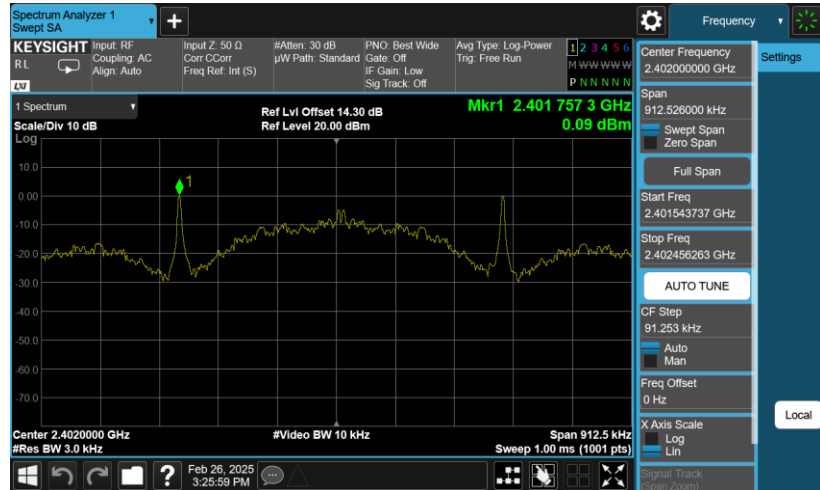 Spectrum Analyzer 1
Swept SA
+
Frequency
KEYSIGHT
RL
LXI
Input: RF
Coupling: AC
Align: Auto
Input Z: 50 Ω
Corr CCorr
Freq Ref: Int (S)
#Atten: 30 dB
µW Path: Standard
PNO: Best Wide
Gate: Off
IF Gain: Low
Sig Track: Off
Avg Type: Log-Power
Trig: Free Run
1 2 3 4 5 6
M W W W W W
P N N N N N
1 Spectrum
Scale/Div 10 dB
Log
Ref Lvl Offset 14.30 dB
Ref Level 20.00 dBm
Mkr1 2.401 757 3 GHz
0.09 dBm
1
10.0
0.00
-10.0
-20.0
-30.0
-40.0
-50.0
-60.0
-70.0
Center 2.4020000 GHz
#Res BW 3.0 kHz
#Video BW 10 kHz
Span 912.5 kHz
Sweep 1.00 ms (1001 pts)
?
Feb 26, 2025
3:25:59 PM
Center Frequency
2.402000000 GHz
Span
912.526000 kHz
Swept Span
Zero Span
Full Span
Start Freq
2.401543737 GHz
Stop Freq
2.402456263 GHz
AUTO TUNE
CF Step
91.253 kHz
Auto
Man
Freq Offset
0 Hz
X Axis Scale
Log
Lin
Signal Track
(Span Zoom)
Settings
Local